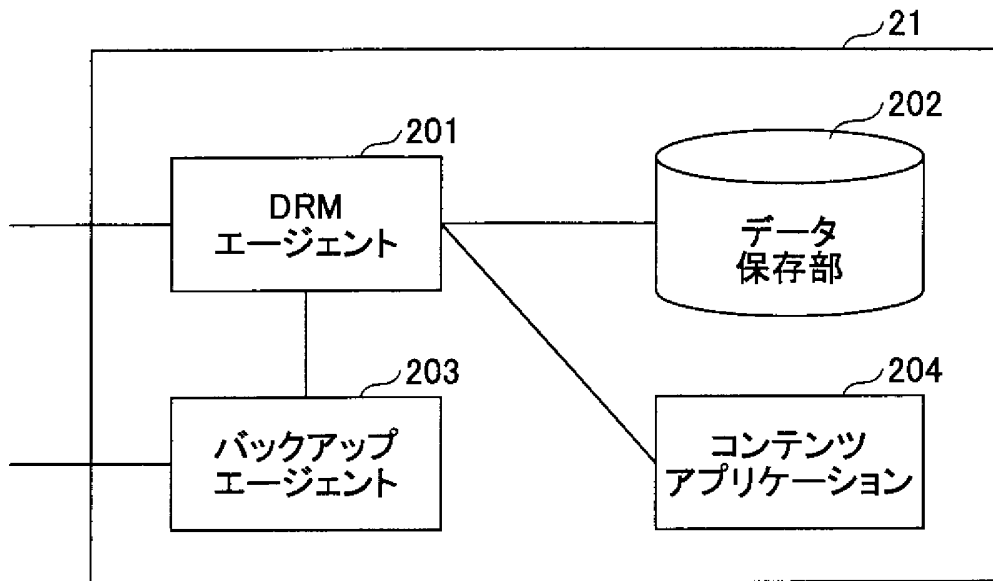 21
201
DRM
エージェント
202
データ
保存部
203
バックアップ
エージェント
204
コンテンツ
アプリケーション